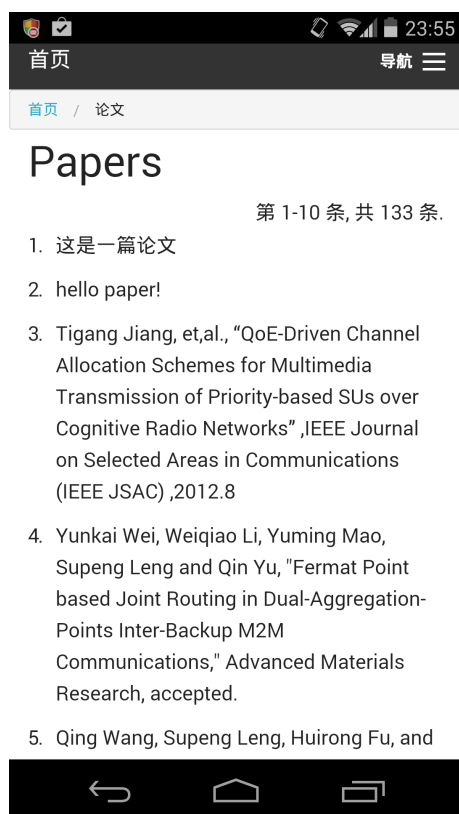 23:55
首页
导航
首页 / 论文
Papers
第 1-10 条, 共 133 条.
1. 这是一篇论文
2. hello paper!
3. Tigang Jiang, et,al., “QoE-Driven Channel
Allocation Schemes for Multimedia
Transmission of Priority-based SUs over
Cognitive Radio Networks” ,IEEE Journal
on Selected Areas in Communications
(IEEE JSAC) ,2012.8
4. Yunkai Wei, Weiqiao Li, Yuming Mao,
Supeng Leng and Qin Yu, "Fermat Point
based Joint Routing in Dual-Aggregation-
Points Inter-Backup M2M
Communications," Advanced Materials
Research, accepted.
5. Qing Wang, Supeng Leng, Huirong Fu, and